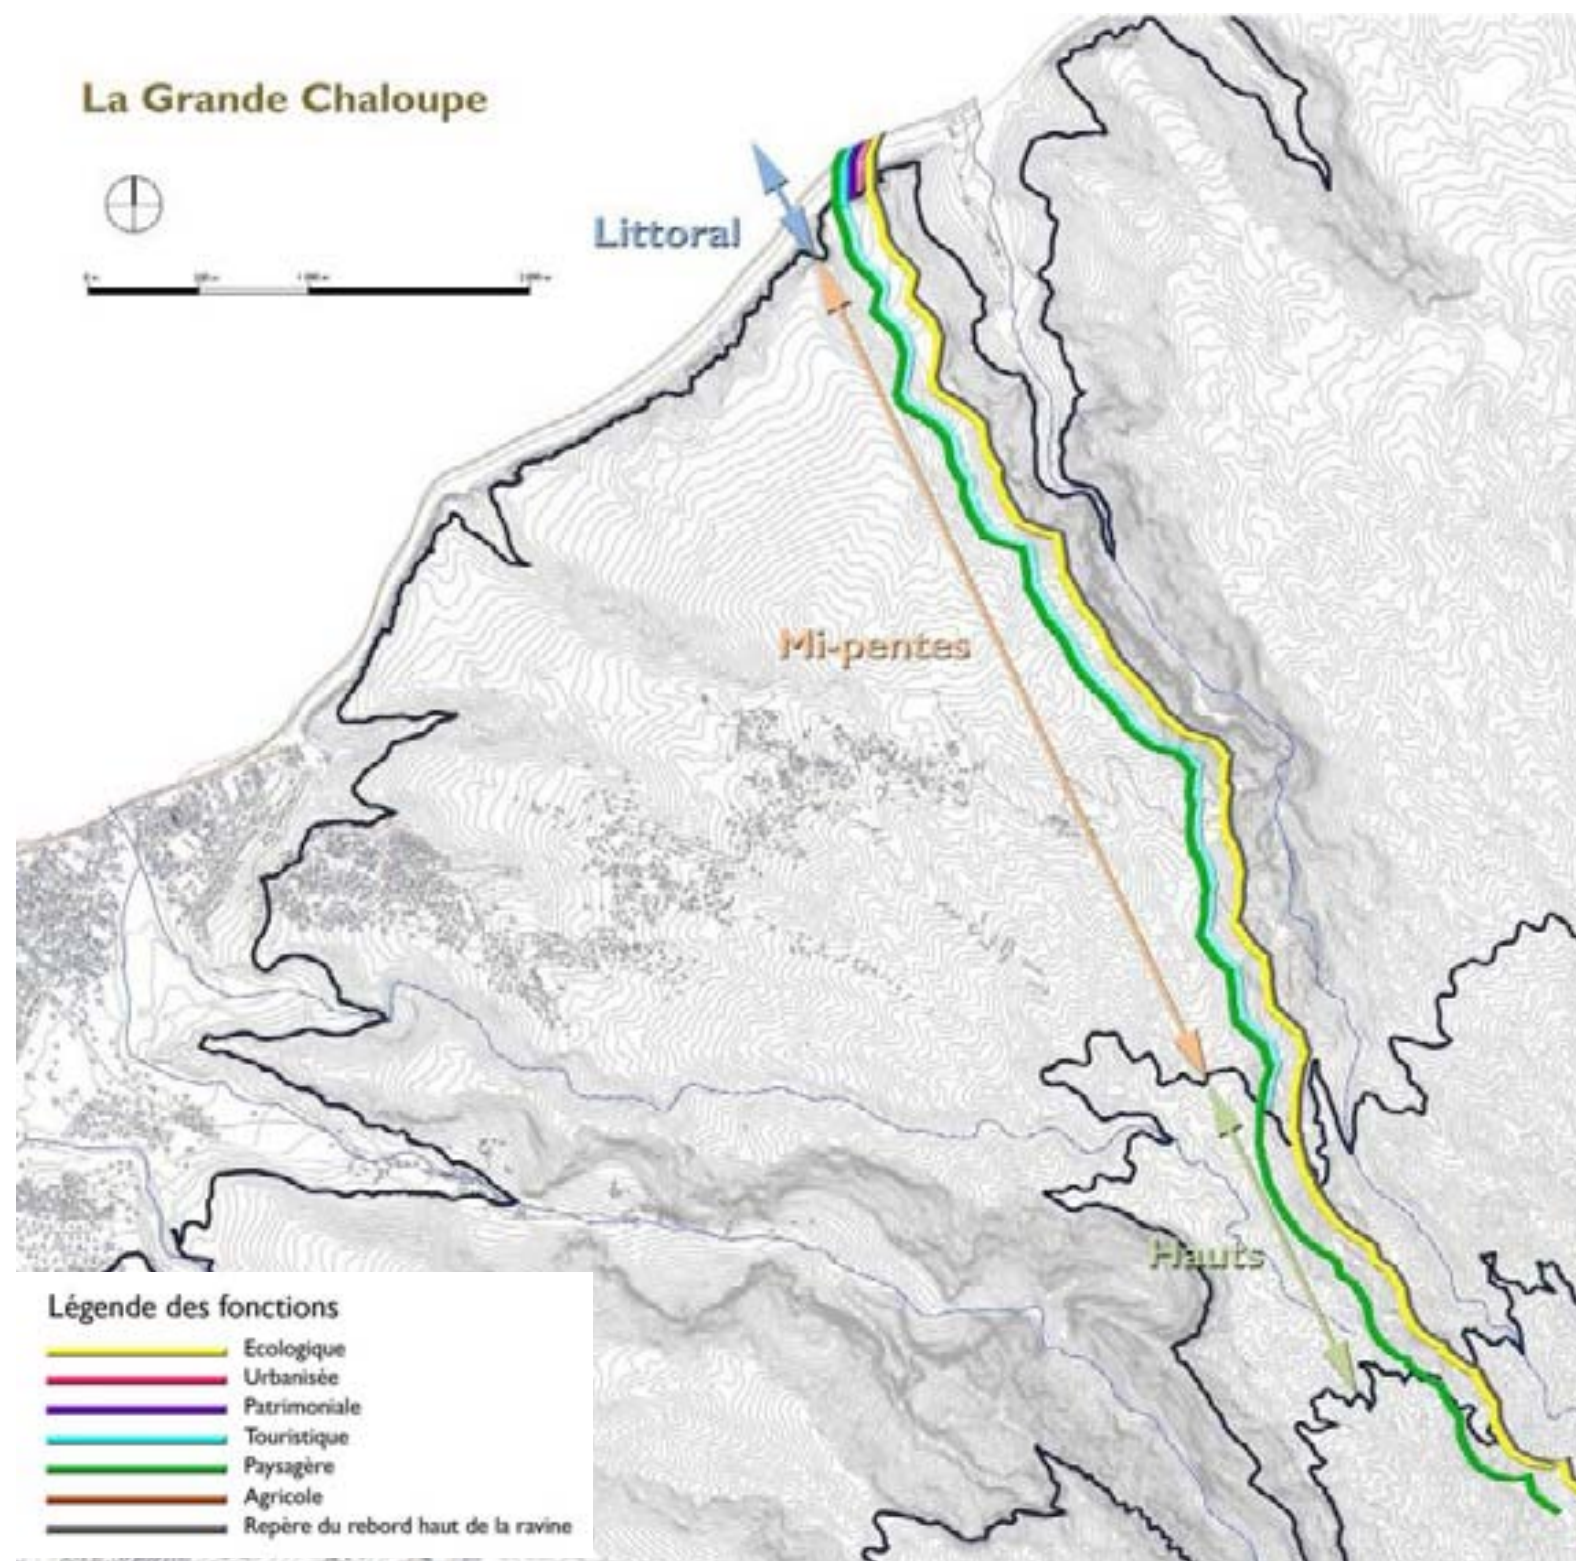 La Grande Chaloupe
Littoral
Mi-pentes
Hauts
Légende des fonctions
Ecologique
Urbanisée
Patrimoniale
Touristique
Paysagère
Agricole
Repère du rebord haut de la ravine